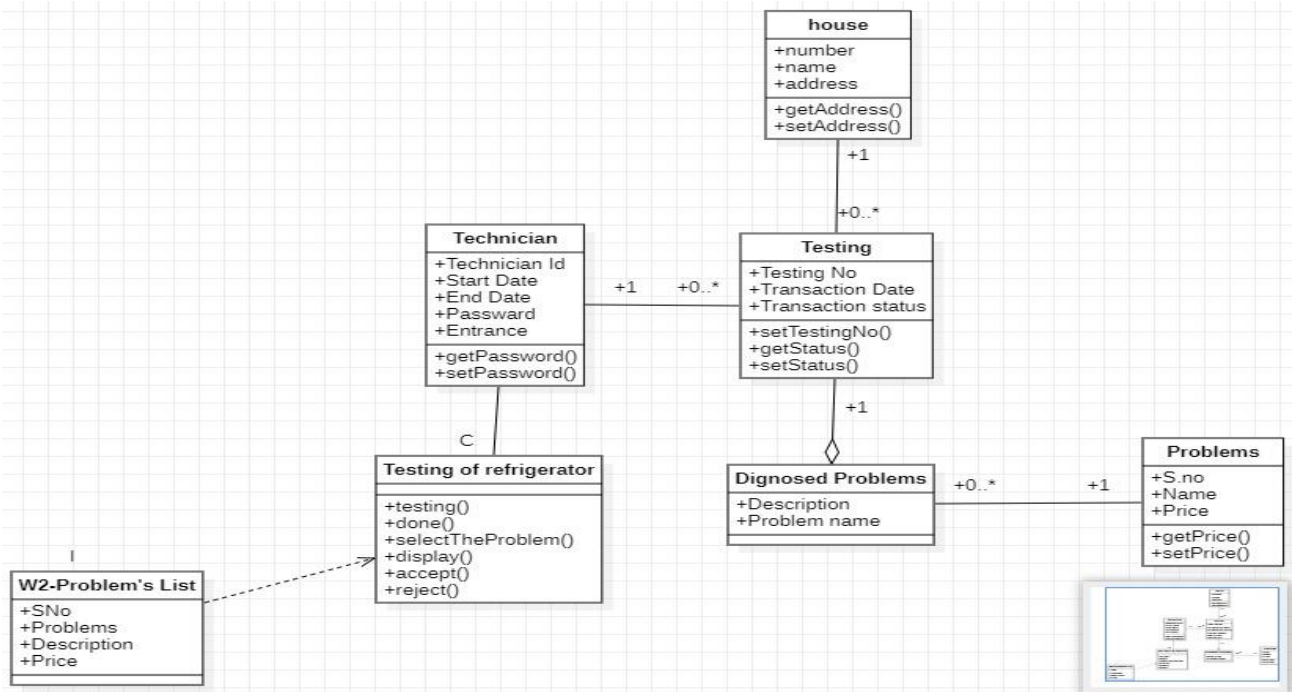 house
+number
+name
+address
+getAddress()
+setAddress()
+1
+0..*
Technician
+Technician Id
+Start Date
+End Date
+Passward
+Entrance
+getPassword()
+setPassword()
+1
+0..*
Testing
+Testing No
+Transaction Date
+Transaction status
+setTestingNo()
+getStatus()
+setStatus()
+1
C
Testing of refrigerator
+testing()
+done()
+selectTheProblem()
+display()
+accept()
+reject()
Dignosed Problems
+Description
+Problem name
+0..*
+1
Problems
+S.no
+Name
+Price
+getPrice()
+setPrice()
I
W2-Problem's List
+SNo
+Problems
+Description
+Price